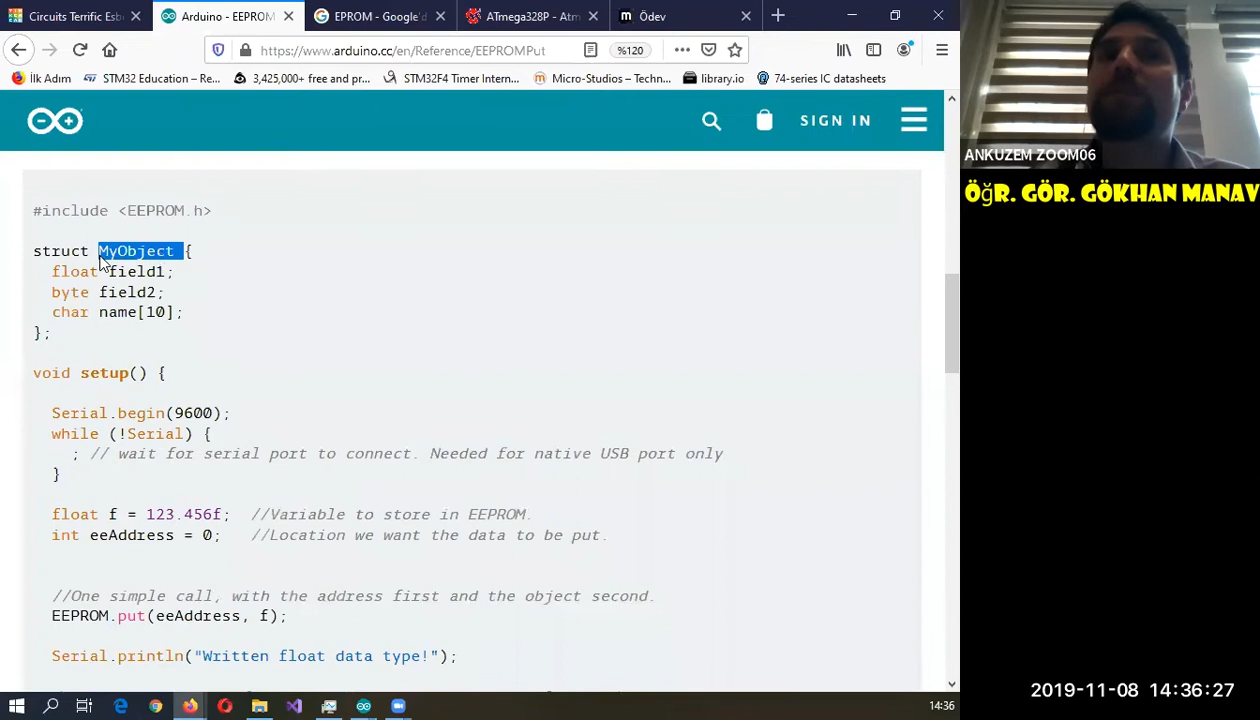 Circuits Terrific Esb
Arduino - EEPROM
EPROM - Google'd
ATmega328P - Atm
Ödev
https://www.arduino.cc/en/Reference/EEPROMPut
%120
İlk Adım
STM32 Education - Re...
3,425,000+ free and pr...
STM32F4 Timer Intern...
Micro-Studios – Techn...
library.io
74-series IC datasheets
SIGN IN
#include <EEPROM.h>
struct MyObject {
float field1;
byte field2;
char name[10];
};
void setup() {
Serial.begin(9600);
while (!Serial) {
; // wait for serial port to connect. Needed for native USB port only
}
float f = 123.456f; //Variable to store in EEPROM.
int eeAddress = 0; //Location we want the data to be put.
//One simple call, with the address first and the object second.
EEPROM.put(eeAddress, f);
Serial.println("Written float data type!");
14:36
ANKUZEM ZOOM06
ÖĞR. GÖR. GÖKHAN MANAV
2019-11-08 14:36:27